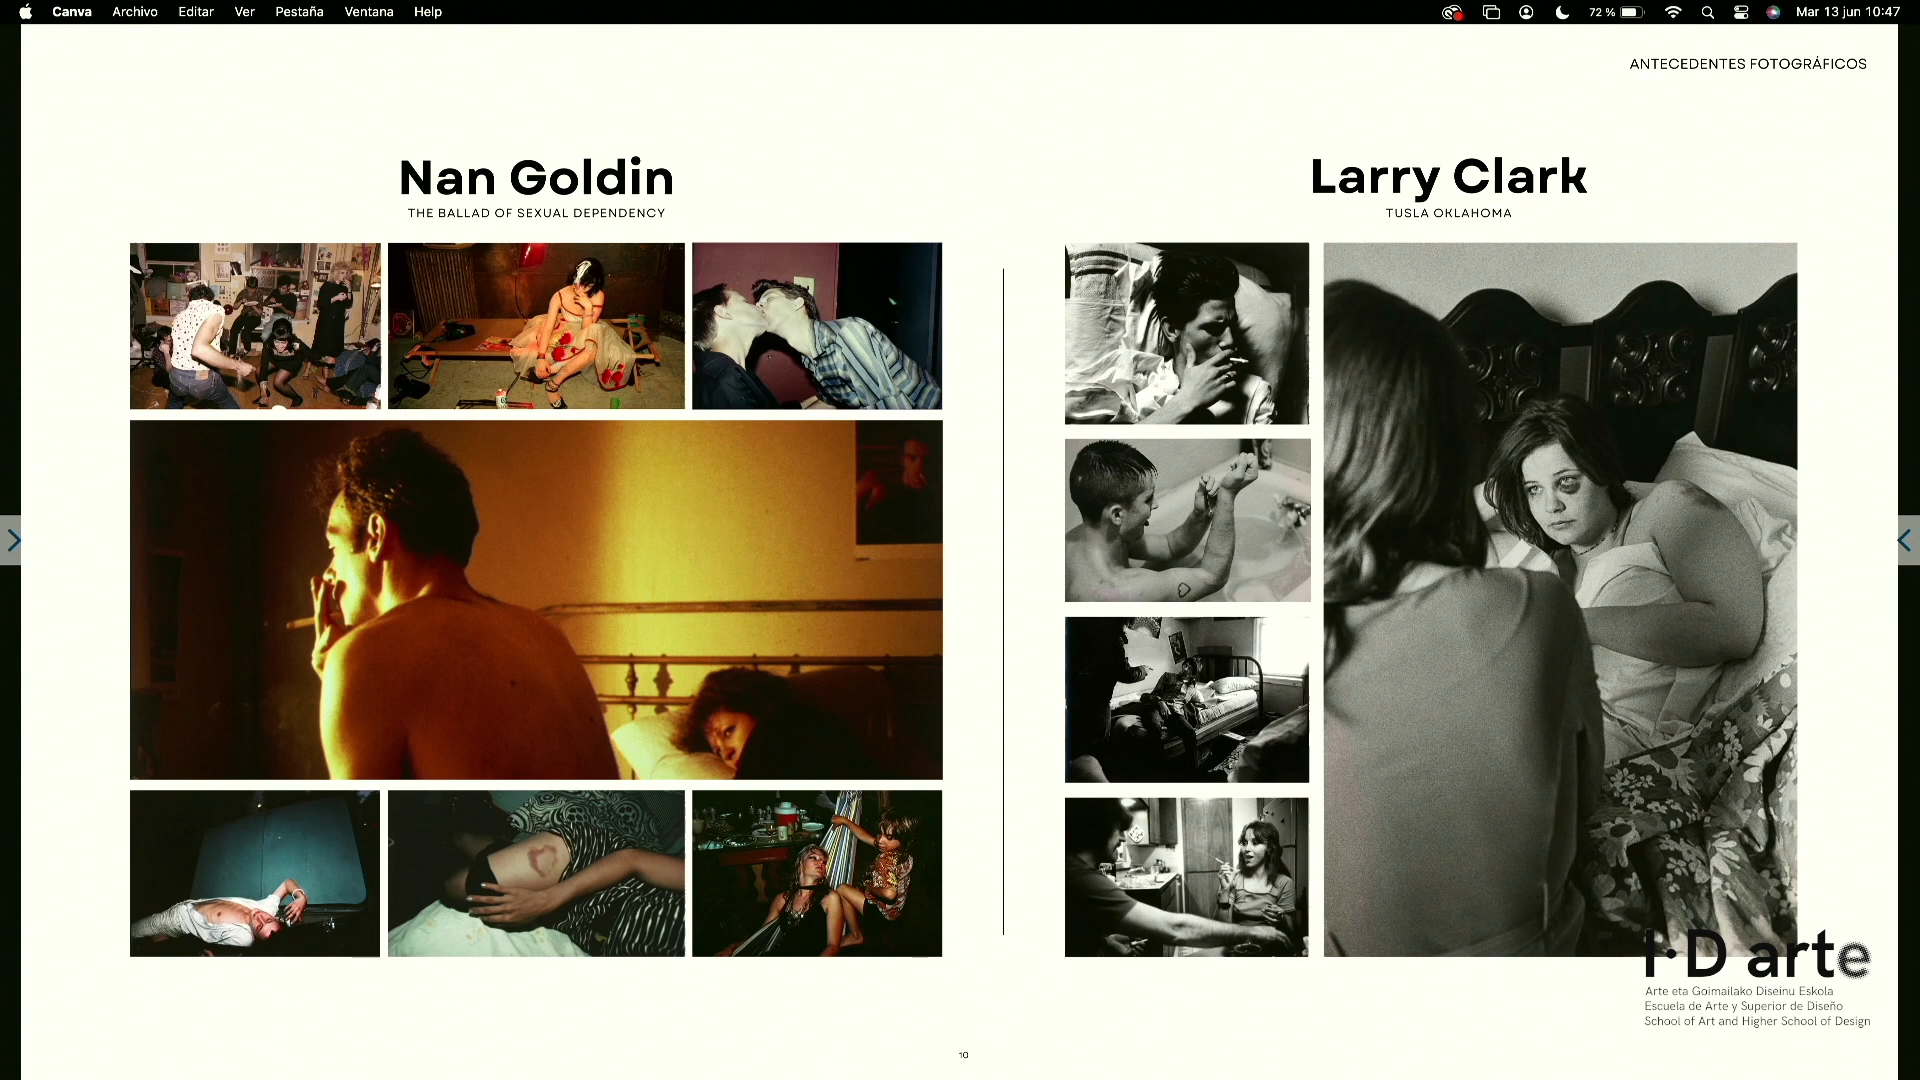 Canva Archivo Editar Ver Pestaña Ventana Help 72 % Mar 13 jun 10:47
ANTECEDENTES FOTOGRÁFICOS
Nan Goldin
THE BALLAD OF SEXUAL DEPENDENCY
Larry Clark
TUSLA OKLAHOMA
I·D arte
Arte eta Goimailako Diseinu Eskola
Escuela de Arte y Superior de Diseño
School of Art and Higher School of Design
10